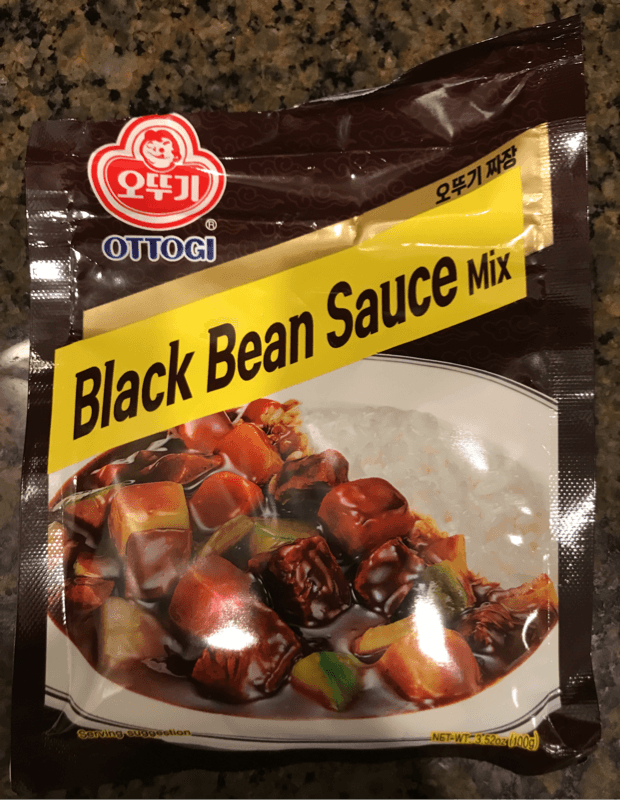 오뚜기
®
OTTOGI
오뚜기 짜장
Black Bean Sauce Mix
Serving suggestion
NET WT. 3.52oz (100g)